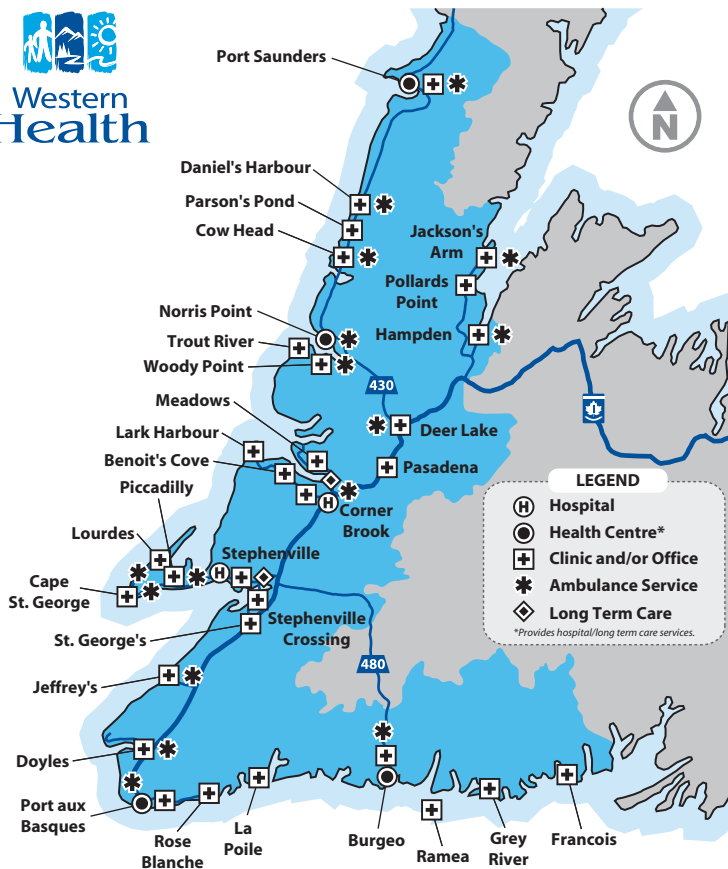 Western
Health
Port Saunders
N
Daniel's Harbour
Parson's Pond
Cow Head
Jackson's
Arm
Pollards
Point
Norris Point
Hampden
Trout River
Woody Point
430
Meadows
Deer Lake
Lark Harbour
Benoit's Cove
Pasadena
Piccadilly
H
Corner
Brook
LEGEND
H Hospital
Health Centre*
Clinic and/or Office
Ambulance Service
Long Term Care
*Provides hospital/long term care services.
Lourdes
Stephenville
H
Cape
St. George
Stephenville
Crossing
St. George's
480
Jeffrey's
Doyles
Port aux
Basques
Rose
Blanche
La
Poile
Burgeo
Ramea
Grey
River
Francois